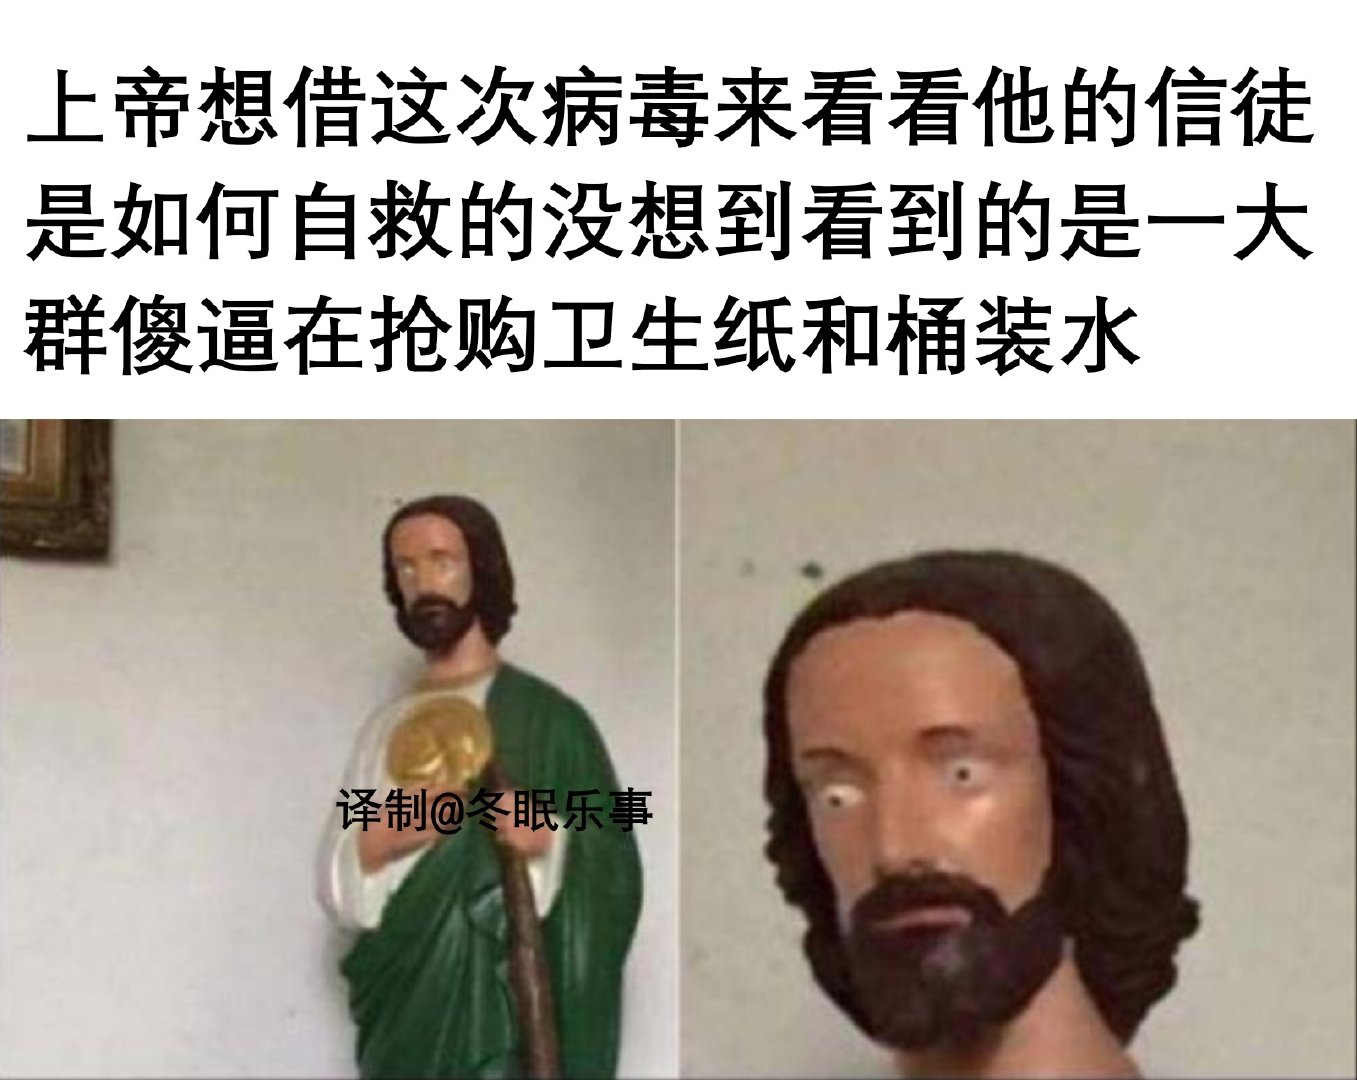 上帝想借这次病毒来看看他的信徒
是如何自救的没想到看到的是一大
群傻逼在抢购卫生纸和桶装水
译制@冬眠乐事